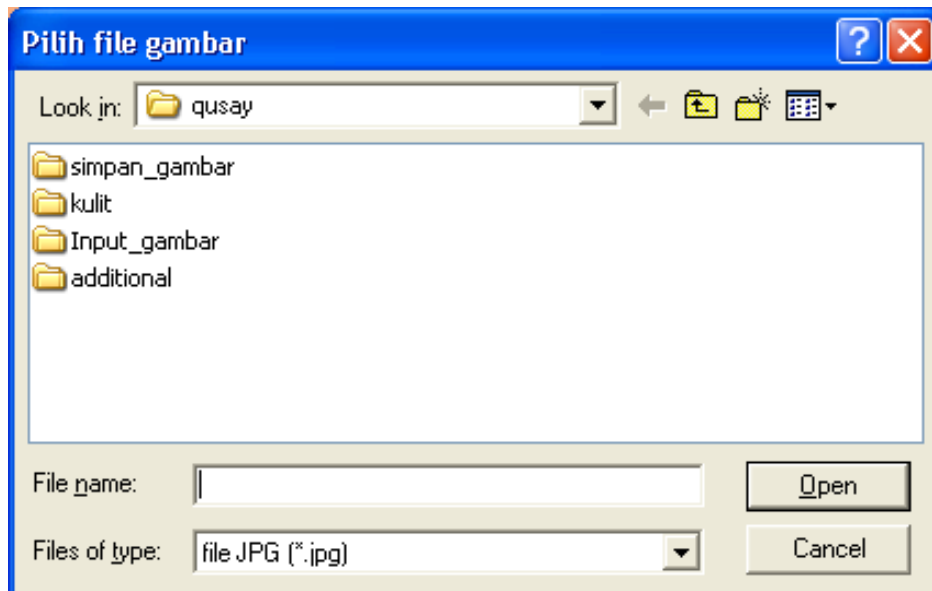 Pilih file gambar
Look in: qusay
simpan_gambar
kulit
Input_gambar
additional
File name: Open
Files of type: file JPG (*.jpg) Cancel